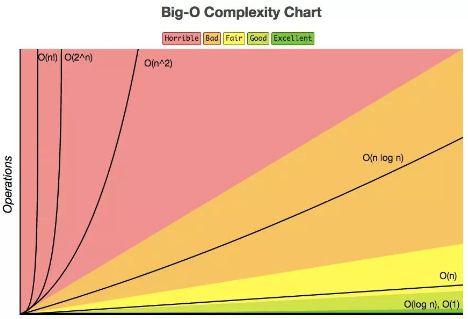 Big-O Complexity Chart
Horrible Bad Fair Good Excellent
O(n!) O(2^n)
O(n^2)
O(n log n)
O(n)
O(log n), O(1)
Operations